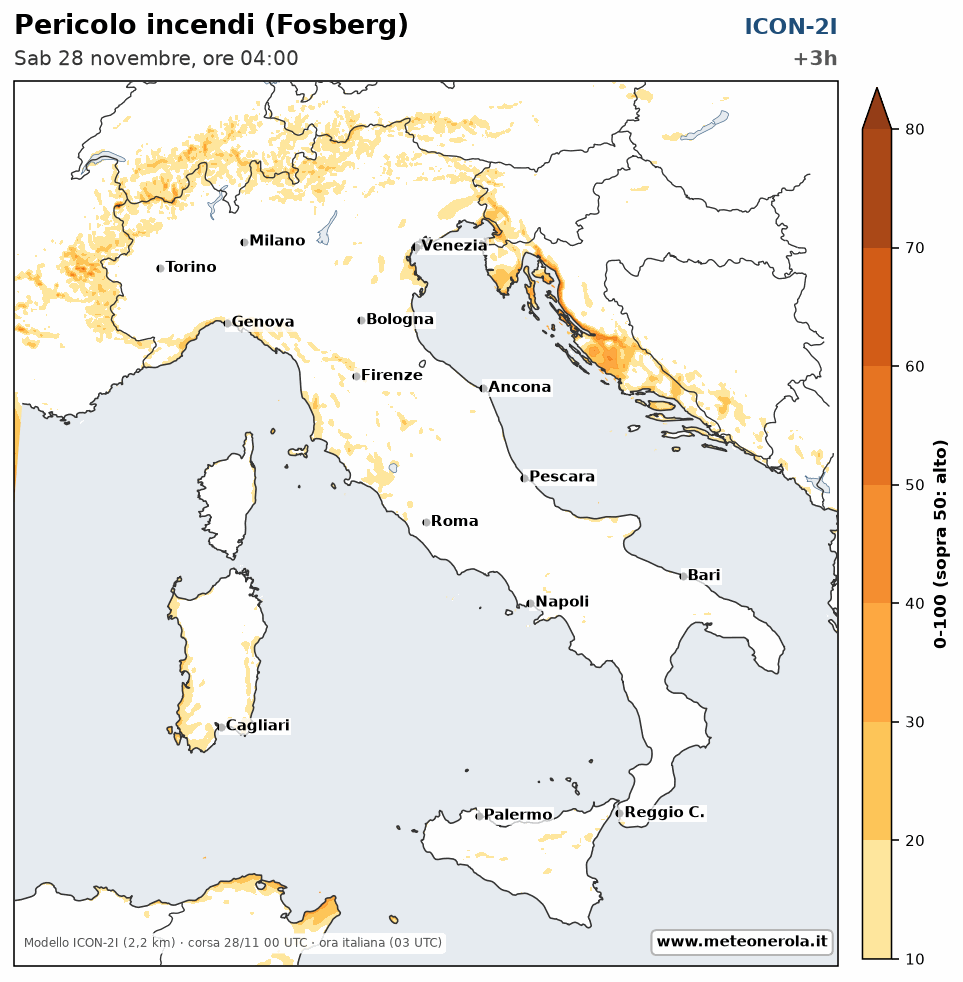 Pericolo incendi (Fosberg)
ICON-2I
Sab 28 novembre, ore 04:00
+3h
Milano
Venezia
Torino
Genova
Bologna
Firenze
Ancona
Pescara
Roma
Bari
Napoli
Cagliari
Palermo
Reggio C.
80
70
60
50
40
30
20
10
0-100 (sopra 50: alto)
Modello ICON-2I (2,2 km) · corsa 28/11 00 UTC · ora italiana (03 UTC)
www.meteonerola.it